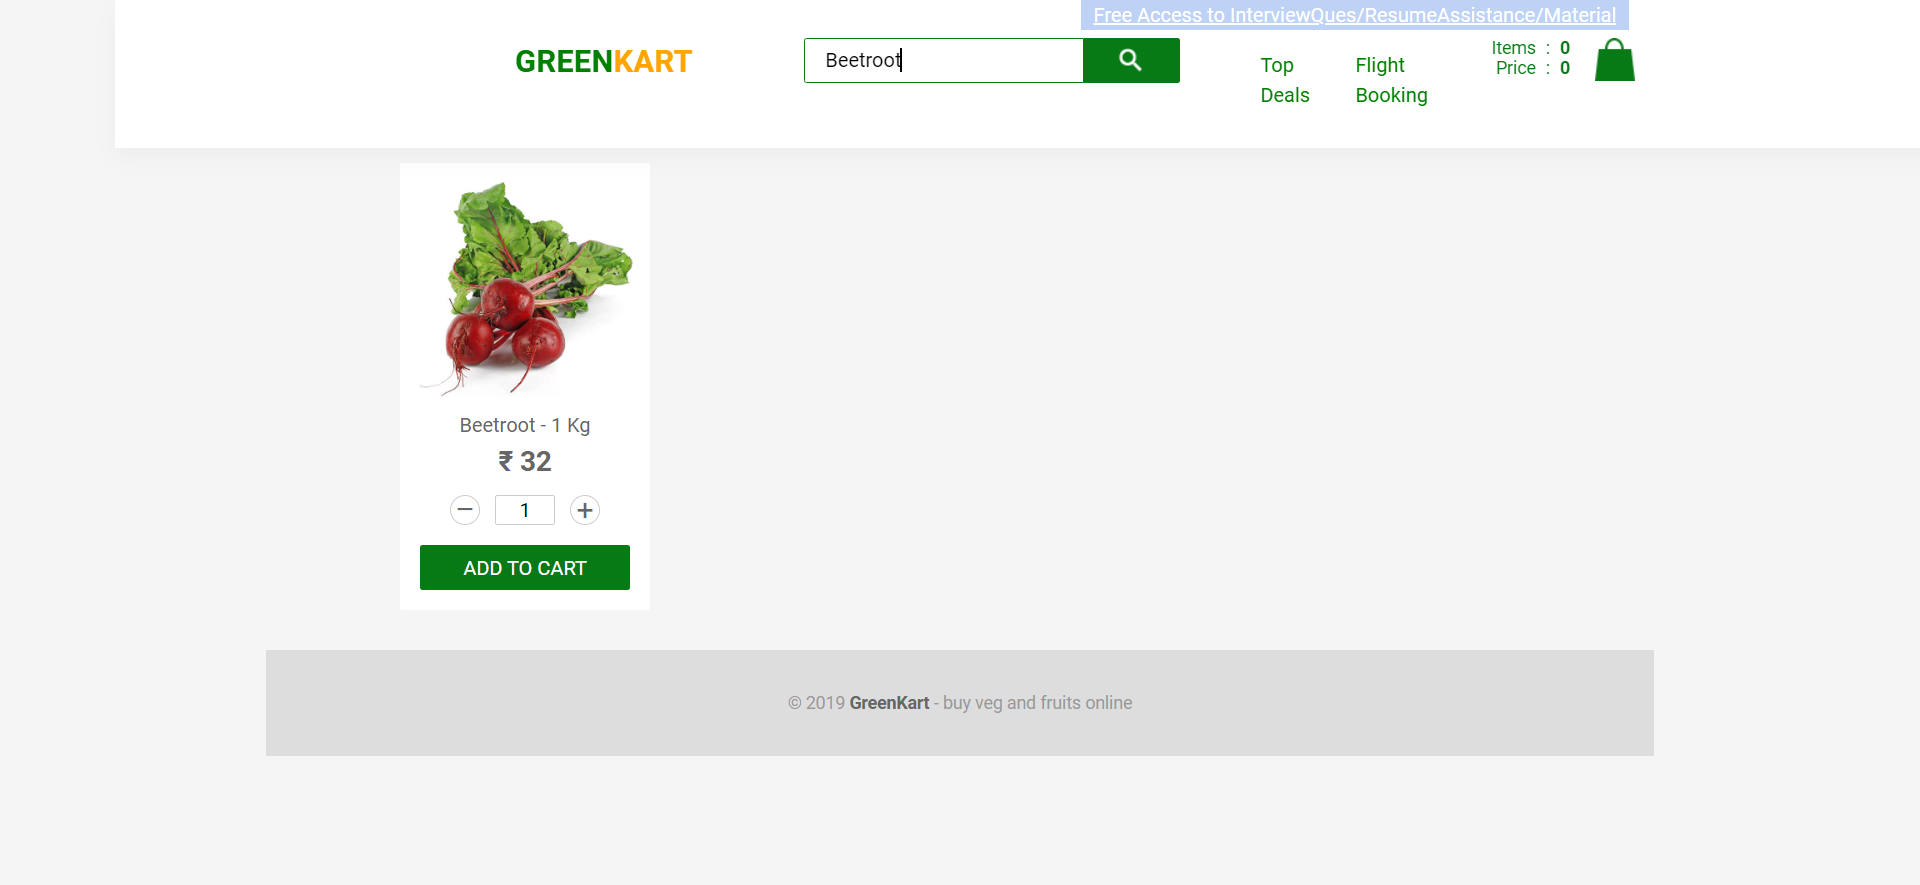 Free Access to InterviewQues/ResumeAssistance/Material
GREENKART
Beetroot
Top Deals
Flight Booking
Items : 0
Price : 0
Beetroot - 1 Kg
₹ 32
− 1 +
ADD TO CART
© 2019 GreenKart - buy veg and fruits online